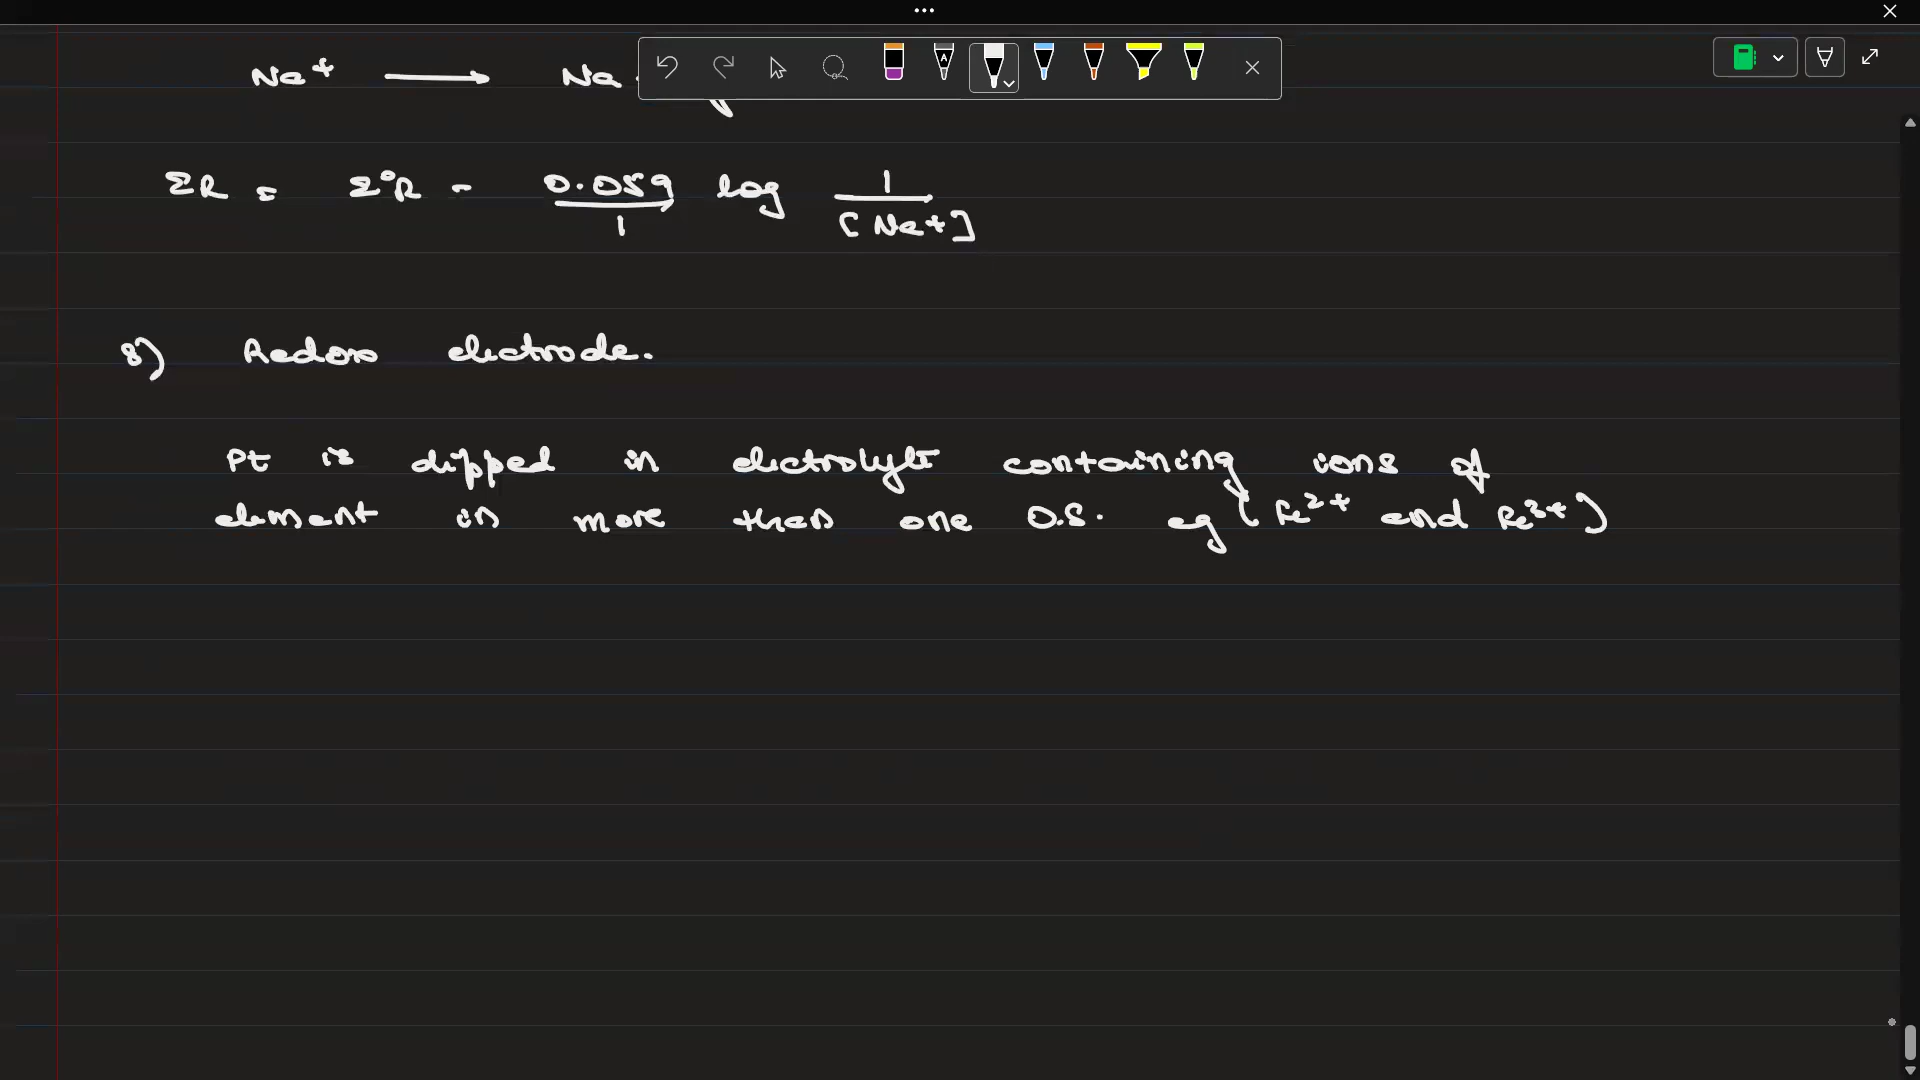 Na⁺ ⟶ Na
ER = E°R - 0.059/1 log 1/[Na⁺]
8) Redox electrode.
Pt is dipped in electrolyte containing ions of
element in more than one O.S. eg (Fe²⁺ and Fe³⁺)